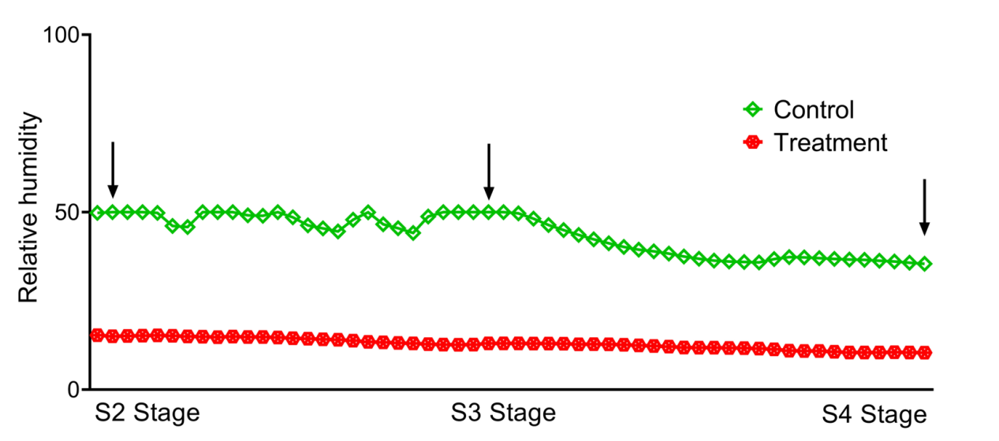 100
50
0
Relative humidity
Control
Treatment
S2 Stage
S3 Stage
S4 Stage